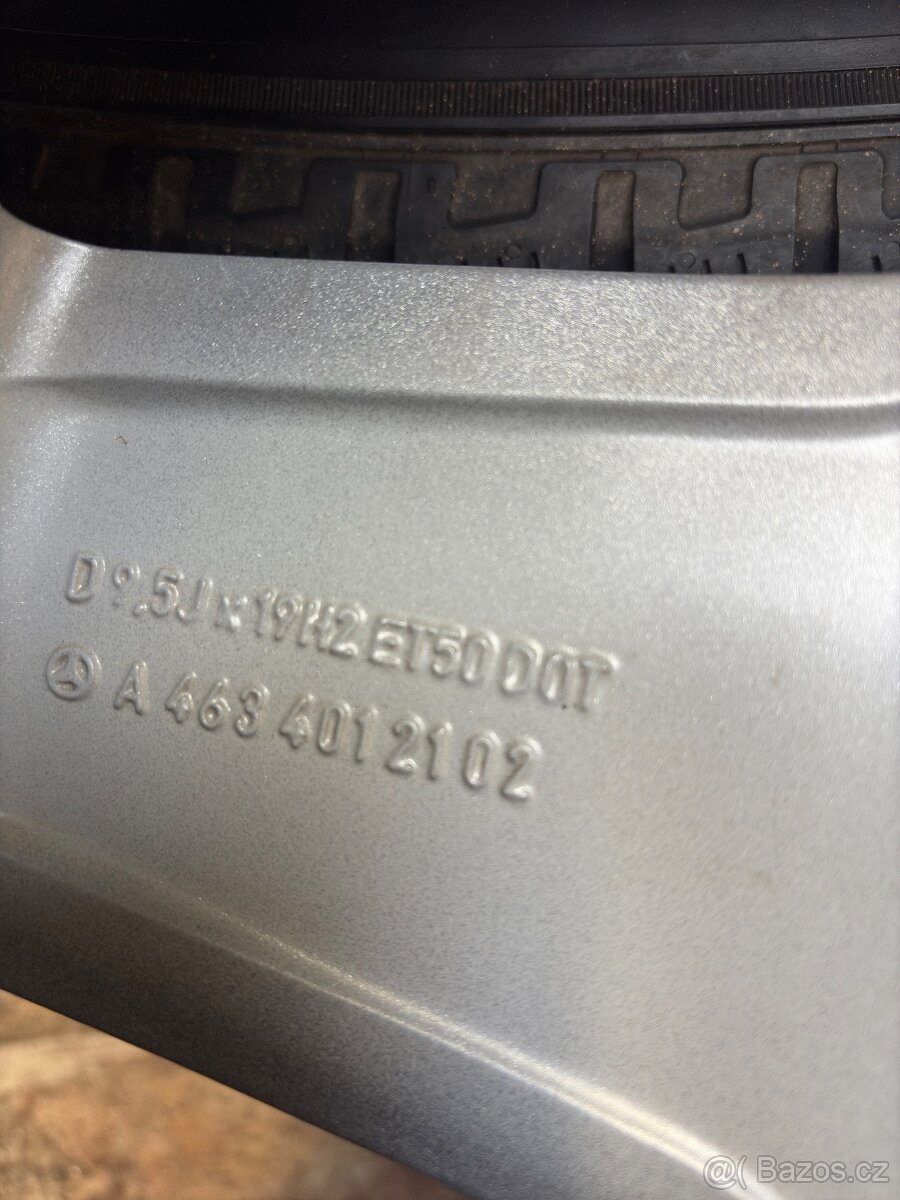 D 9,5J x 19H2 ET50 DOT
A 463 401 21 02
Bazos.cz